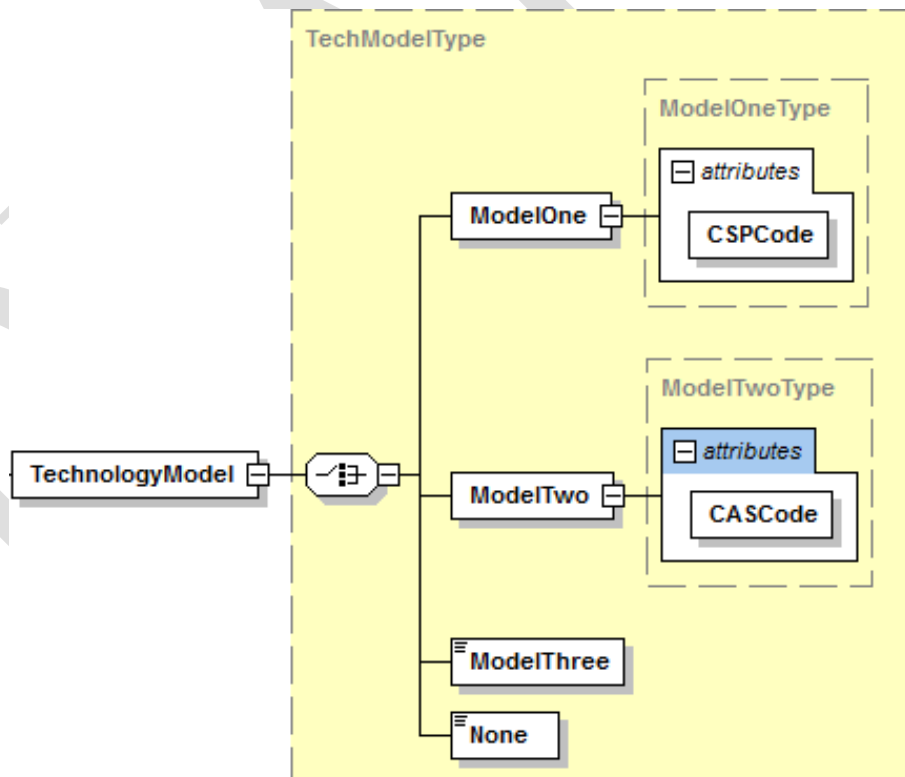 TechModelType
ModelOneType
attributes
ModelOne
CSPCode
ModelTwoType
attributes
TechnologyModel
ModelTwo
CASCode
ModelThree
None